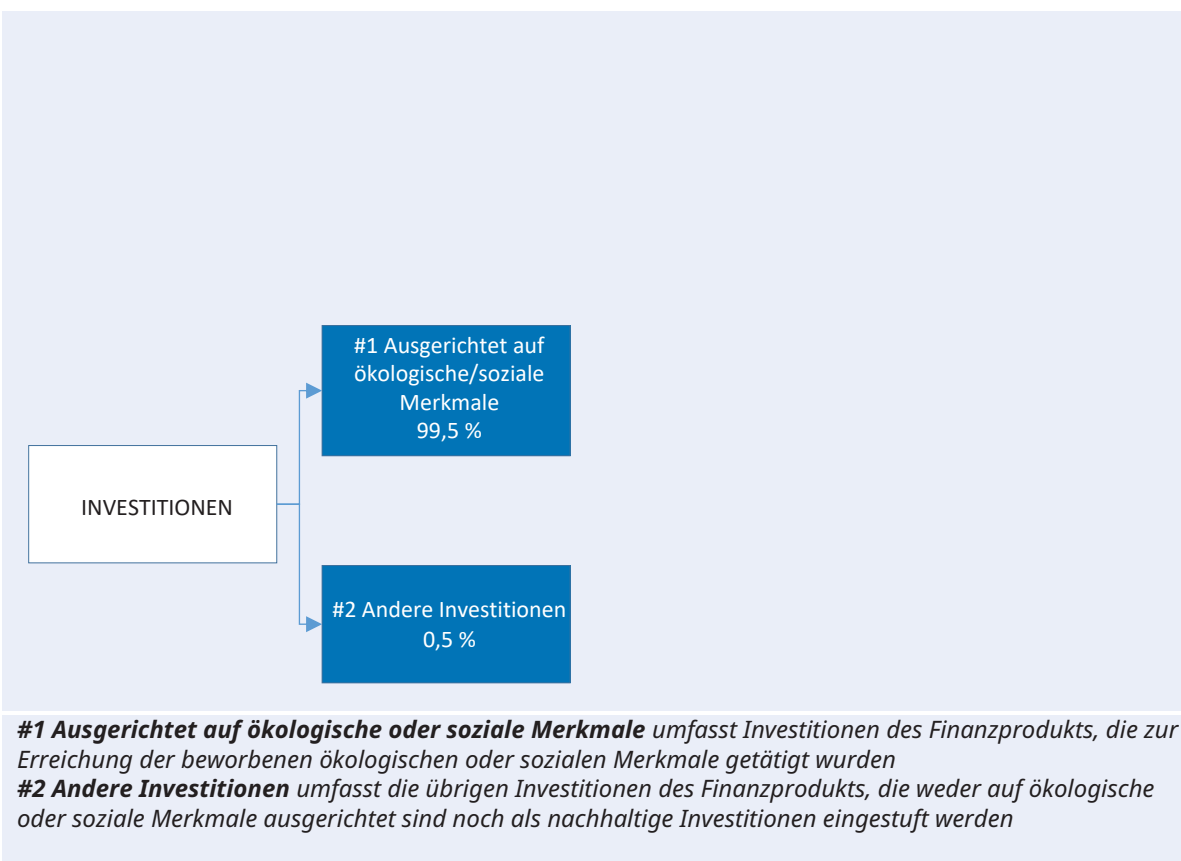 #1 Ausgerichtet auf
ökologische/soziale
Merkmale
99,5 %
INVESTITIONEN
#2 Andere Investitionen
0,5 %
#1 Ausgerichtet auf ökologische oder soziale Merkmale umfasst Investitionen des Finanzprodukts, die zur
Erreichung der beworbenen ökologischen oder sozialen Merkmale getätigt wurden
#2 Andere Investitionen umfasst die übrigen Investitionen des Finanzprodukts, die weder auf ökologische
oder soziale Merkmale ausgerichtet sind noch als nachhaltige Investitionen eingestuft werden